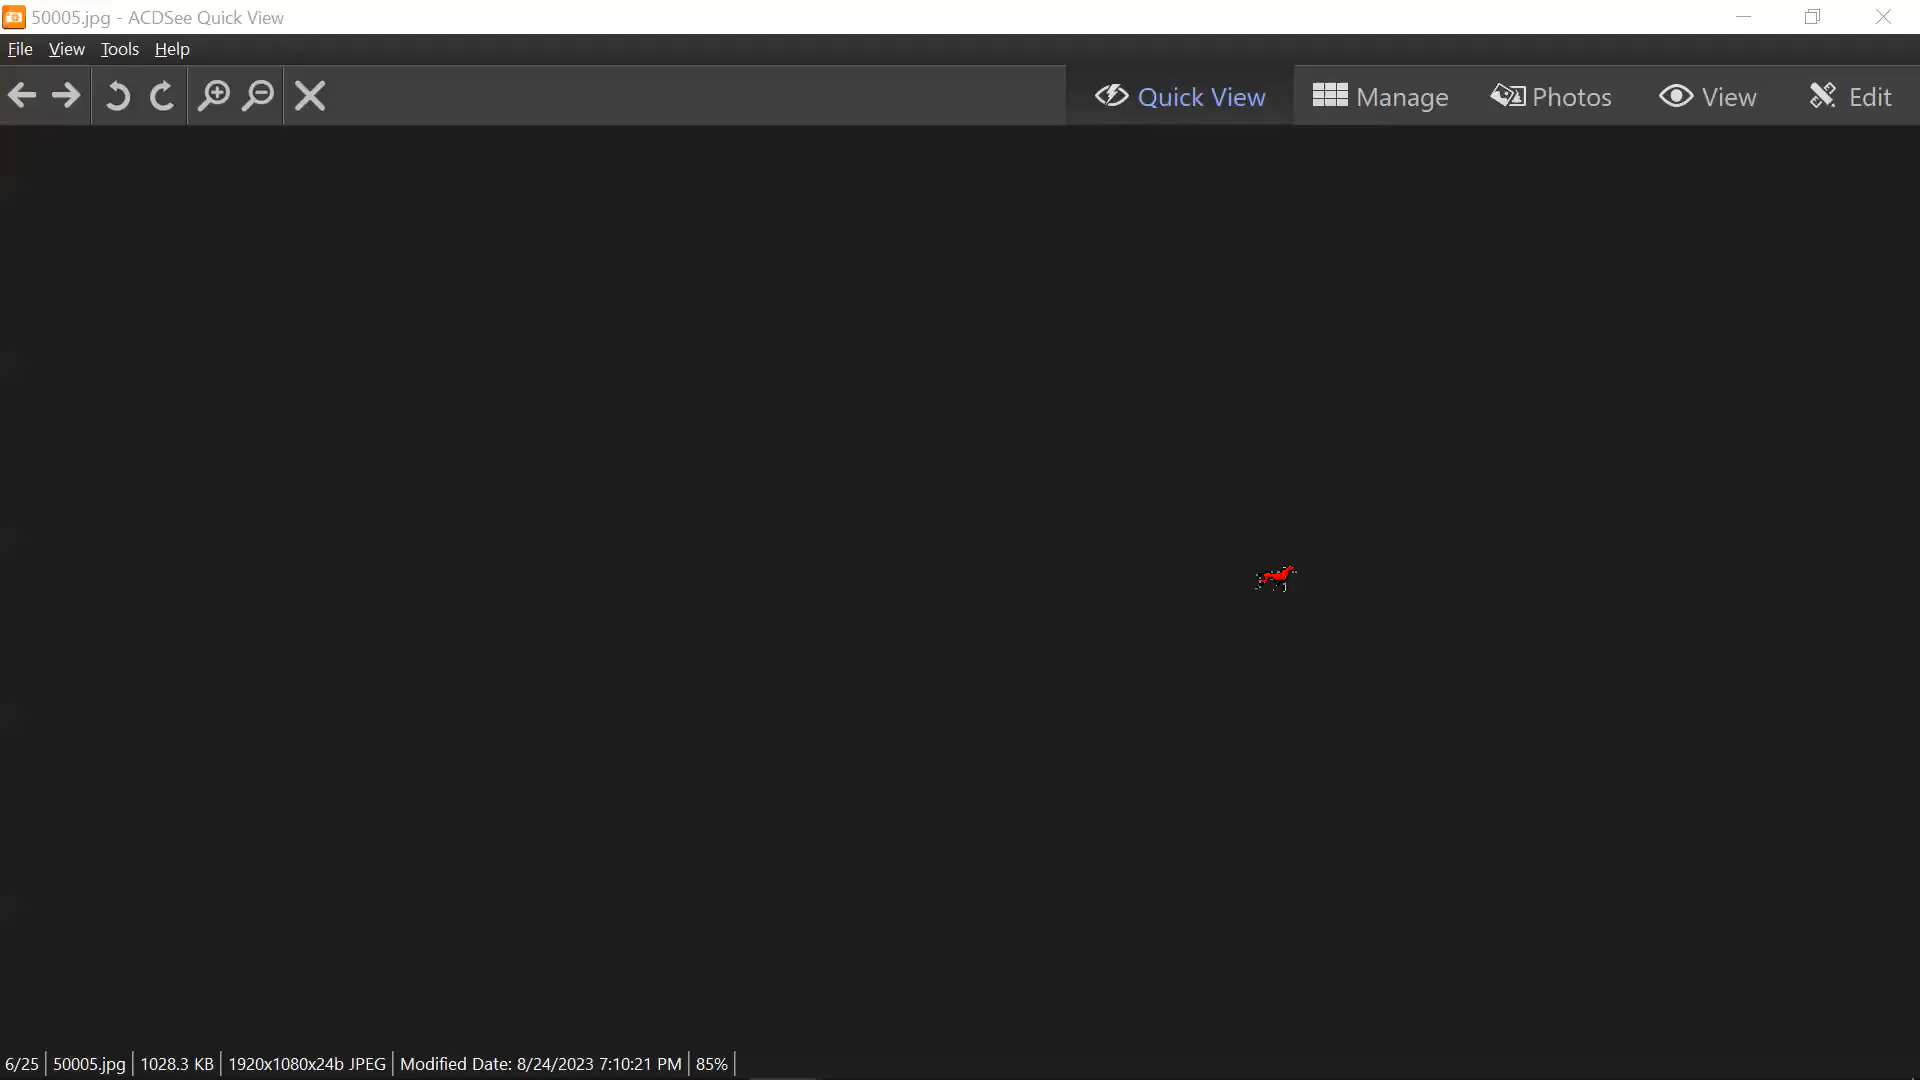 50005.jpg - ACDSee Quick View
File View Tools Help
Quick View Manage Photos View Edit
6/25 50005.jpg 1028.3 KB 1920x1080x24b JPEG Modified Date: 8/24/2023 7:10:21 PM 85%